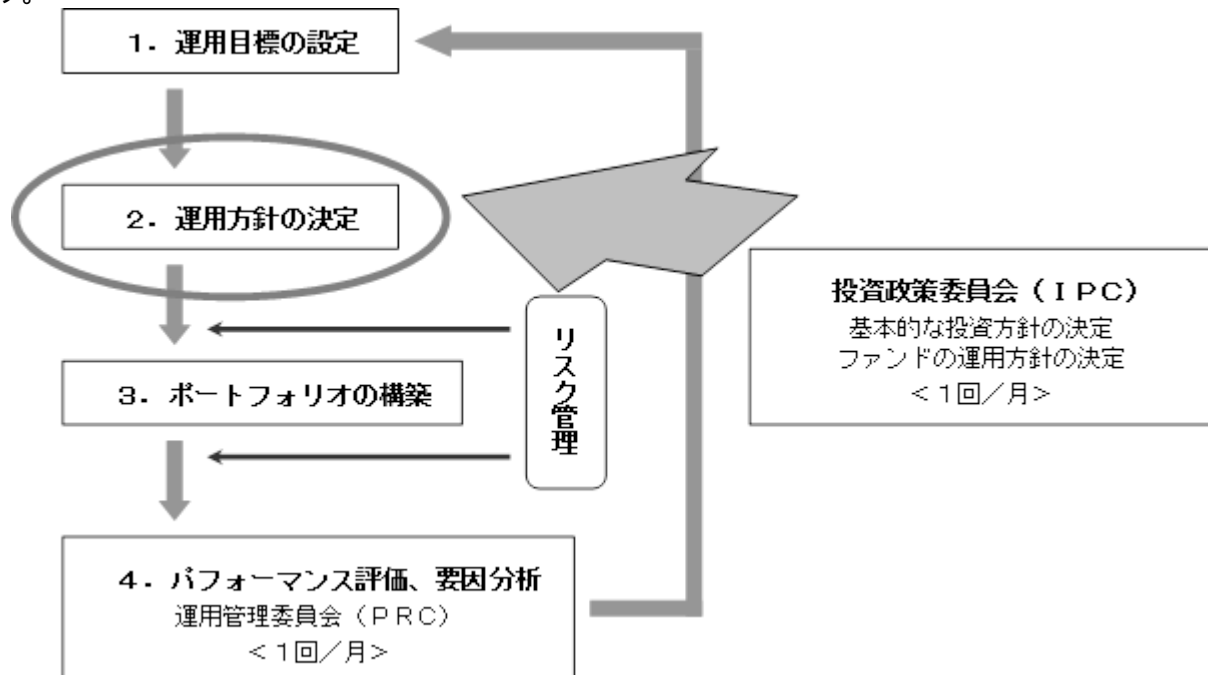 す。
1．運用目標の設定
2．運用方針の決定
投資政策委員会（ＩＰＣ）
基本的な投資方針の決定
ファンドの運用方針の決定
＜１回／月＞
リスク管理
3．ポートフォリオの構築
4．パフォーマンス評価、要因分析
運用管理委員会（ＰＲＣ）
＜１回／月＞